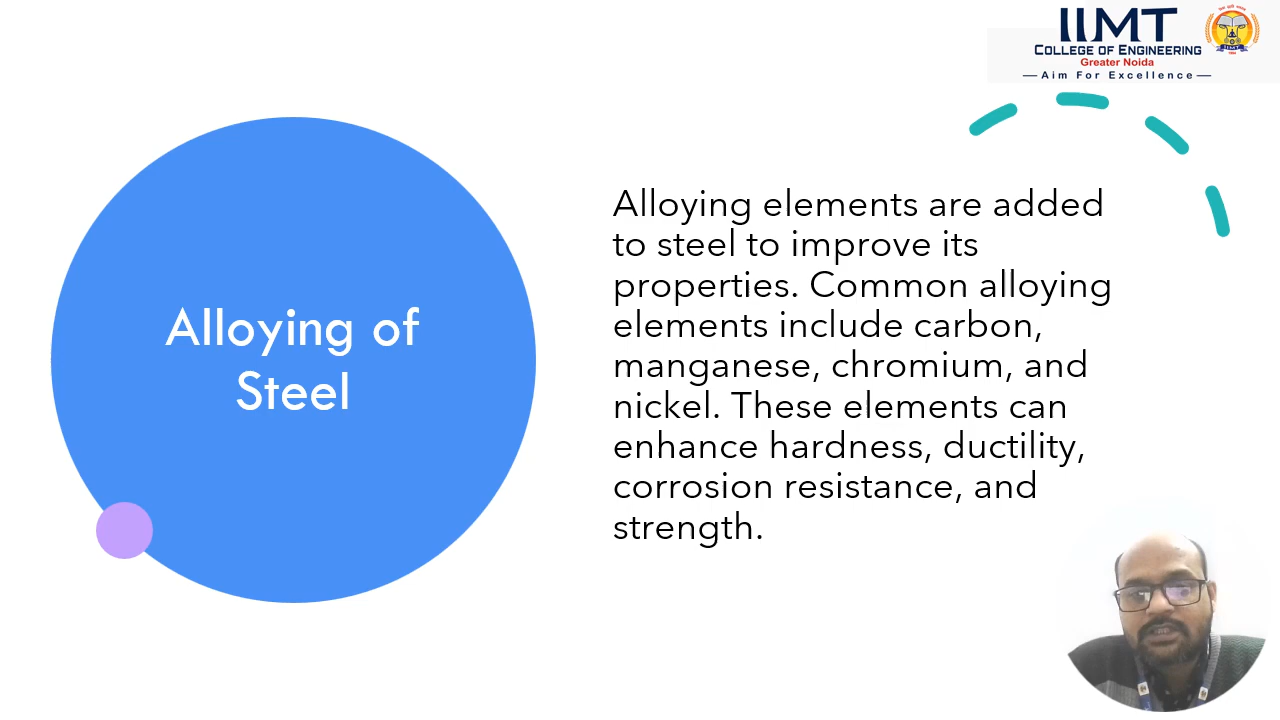 IIMT
COLLEGE OF ENGINEERING
Greater Noida
Aim For Excellence
Alloying of
Steel
Alloying elements are added
to steel to improve its
properties. Common alloying
elements include carbon,
manganese, chromium, and
nickel. These elements can
enhance hardness, ductility,
corrosion resistance, and
strength.